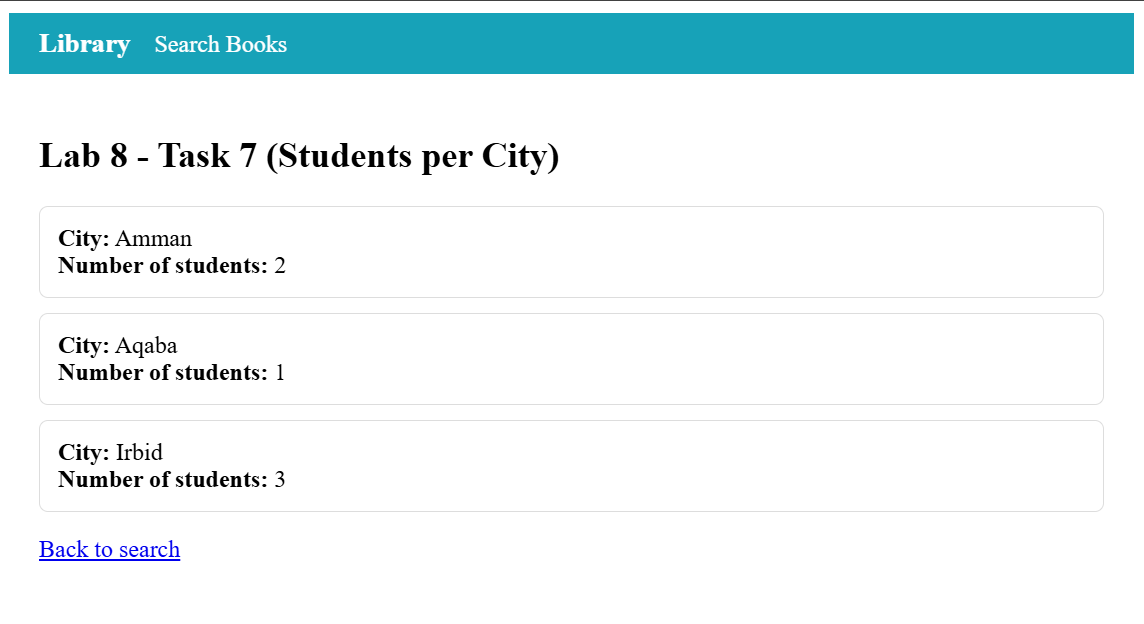 Library Search Books
Lab 8 - Task 7 (Students per City)
City: Amman
Number of students: 2
City: Aqaba
Number of students: 1
City: Irbid
Number of students: 3
Back to search